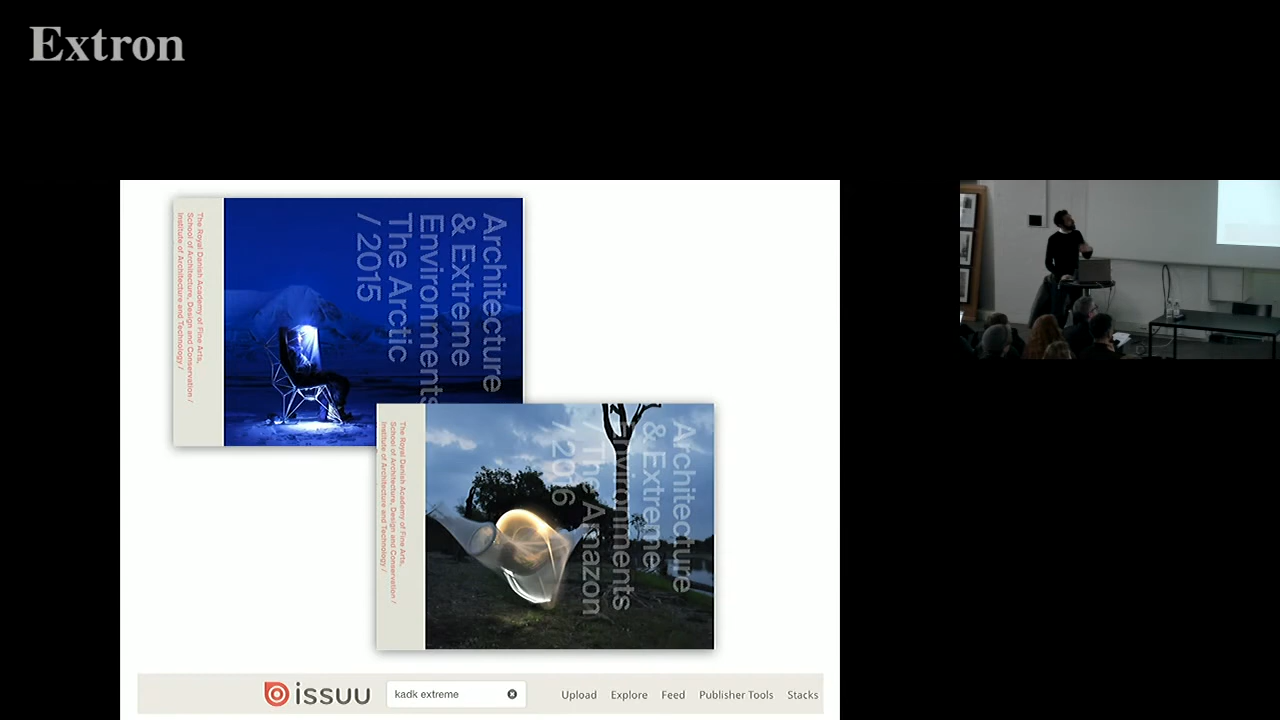 Extron
Architecture
& Extreme
Environments
The Arctic
/ 2015
The Royal Danish Academy of Fine Arts,
School of Architecture, Design and Conservation /
Institute of Architecture and Technology /
Architecture
& Extreme
Environments
/ The Amazon
/ 2016
The Royal Danish Academy of Fine Arts,
School of Architecture, Design and Conservation /
Institute of Architecture and Technology /
issuu
kadk extreme
Upload Explore Feed Publisher Tools Stacks